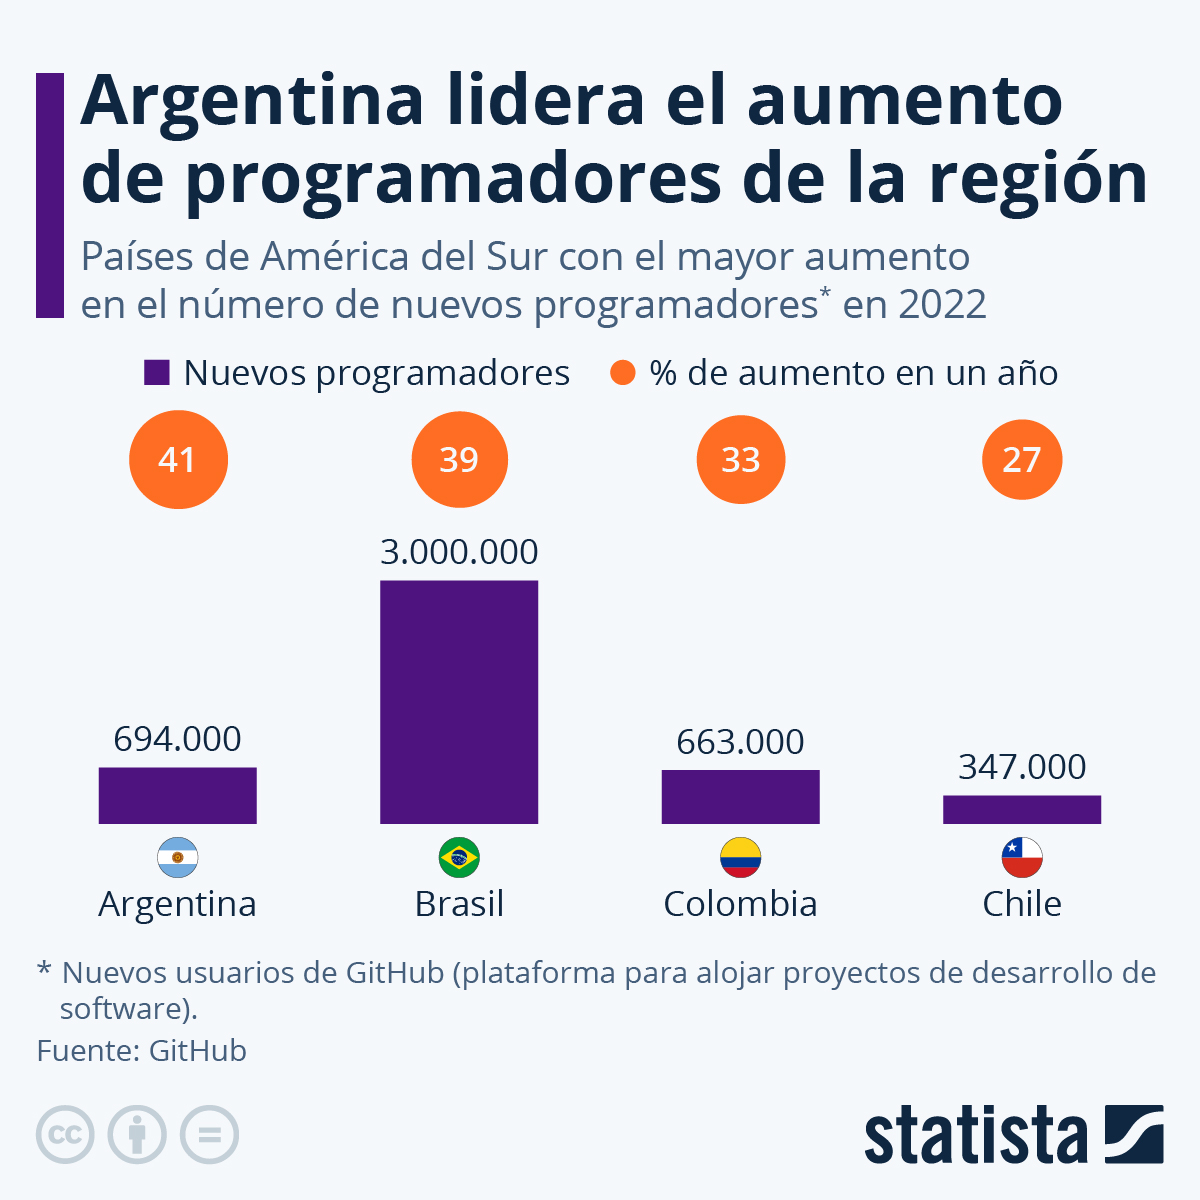 Argentina lidera el aumento
de programadores de la región
Países de América del Sur con el mayor aumento
en el número de nuevos programadores* en 2022
Nuevos programadores
% de aumento en un año
41
39
33
27
694.000
3.000.000
663.000
347.000
Argentina
Brasil
Colombia
Chile
* Nuevos usuarios de GitHub (plataforma para alojar proyectos de desarrollo de
software).
Fuente: GitHub
cc
statista